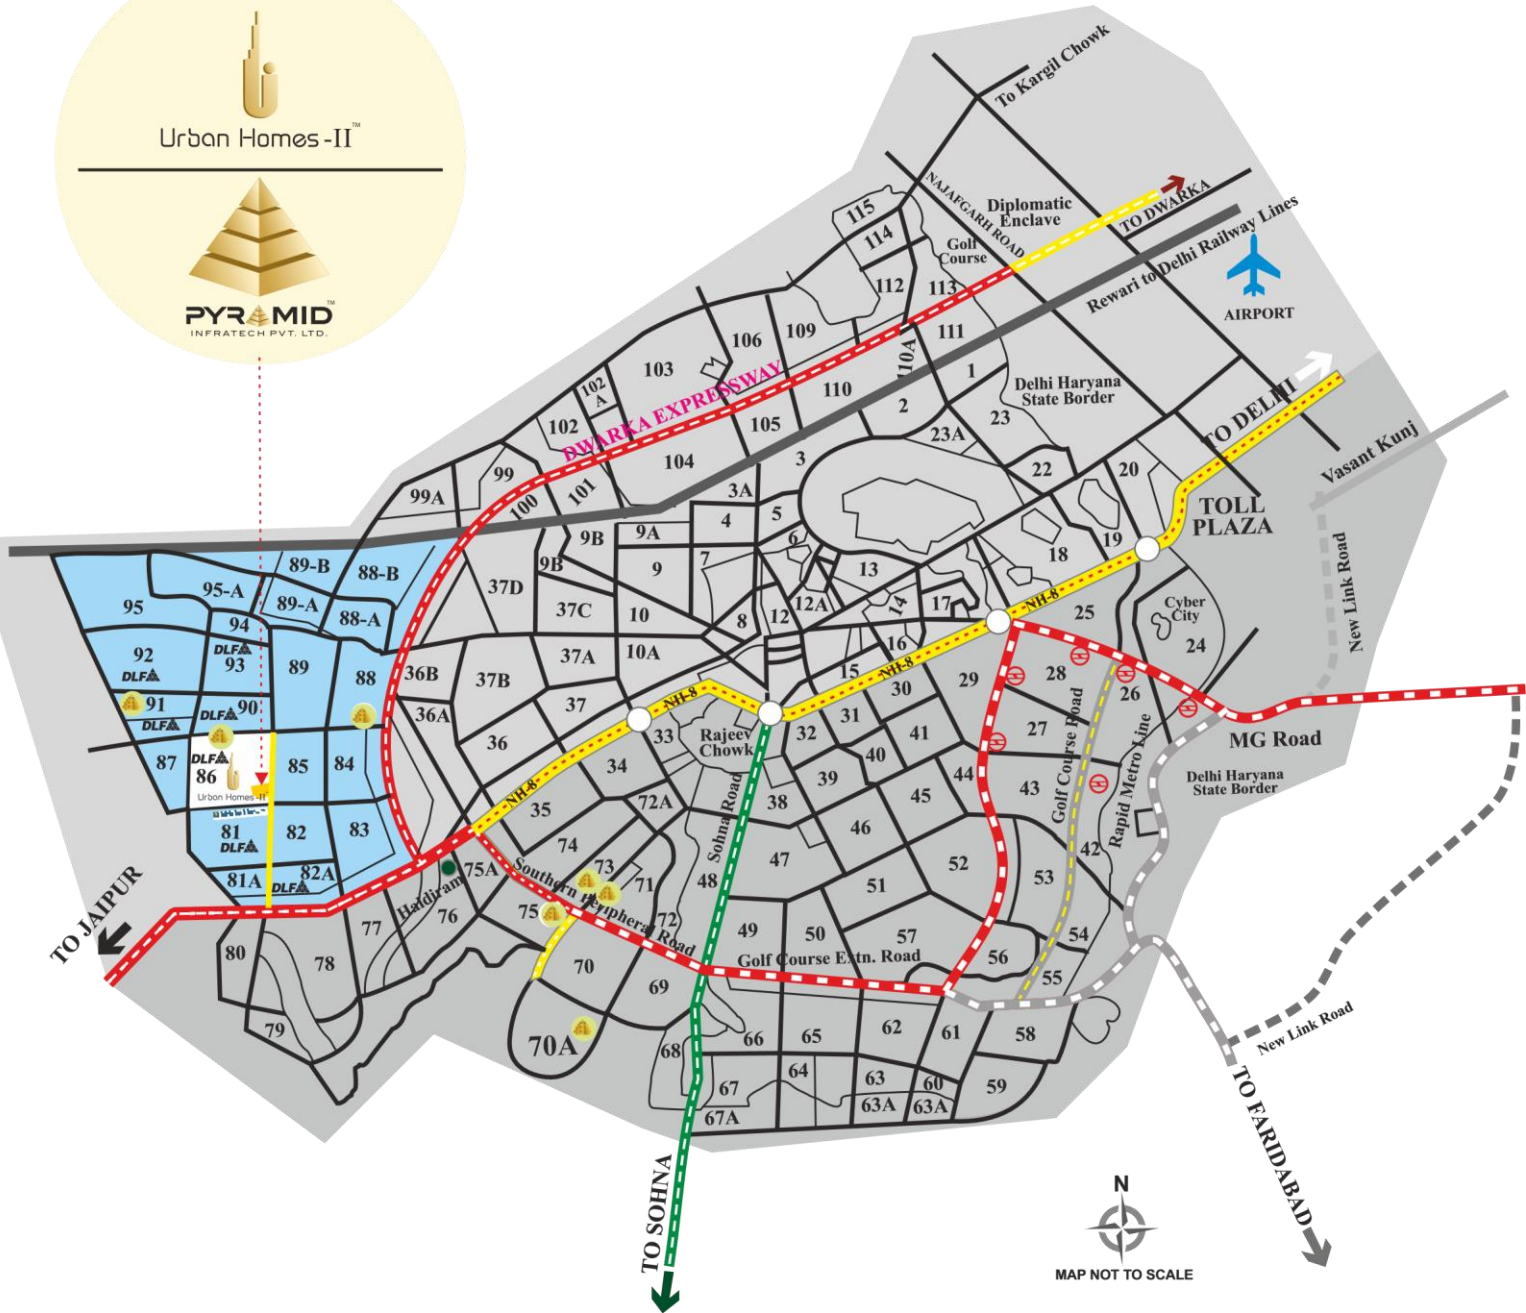 Urban Homes-II™
PYRAMID™
INFRATECH PVT. LTD.
To Kargil Chowk
NAJAFGARH ROAD
Diplomatic
Enclave
TO DWARKA
Rewari to Delhi Railway Lines
Golf
Course
AIRPORT
115
114
112
113
111
110A
109
106
103
102
A
102
DWARKA EXPRESSWAY
110
105
104
1
2
3
3A
Delhi Haryana
State Border
23
23A
22
20
TO DELHI
Vasant Kunj
TOLL
PLAZA
New Link Road
99
99A
100
101
9B
9A
9B
4
5
6
7
9
10
10A
8
12
12A
13
14
17
18
19
16
15
NH-8
25
Cyber
City
24
37D
37C
37A
37B
37
36B
36A
36
89-B
88-B
95-A
89-A
88-A
95
94
DLF
93
92
DLF
89
88
91
DLF
90
DLF
87
DLF
86
Urban Homes-II
85
84
81
DLF
82
83
81A
82A
DLF
NH-8
33
Rajeev
Chowk
NH-8
30
31
32
29
28
26
27
34
35
NH-8
72A
38
39
40
41
44
45
43
46
47
Sohna Road
Golf Course Road
Rapid Metro Line
42
MG Road
Delhi Haryana
State Border
74
73
71
72
75A
75
Southern Peripheral Road
Haldiram
76
77
78
79
80
TO JAIPUR
48
49
50
51
52
53
54
55
56
57
Golf Course Extn. Road
70
70A
69
68
66
65
62
61
58
59
60
63
63A
63A
64
67
67A
New Link Road
TO FARIDABAD
TO SOHNA
N
MAP NOT TO SCALE